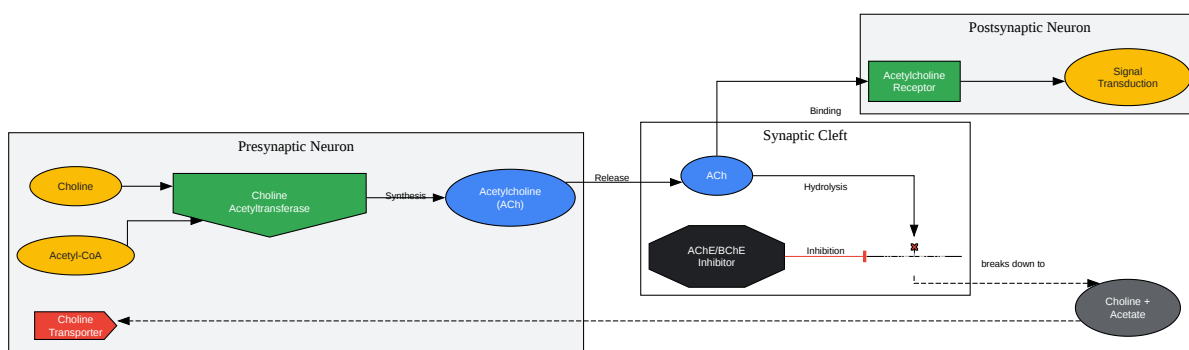 Postsynaptic Neuron
Acetylcholine
Receptor
Signal
Transduction
Binding
Presynaptic Neuron
Synaptic Cleft
Choline
Choline
Acetyltransferase
Synthesis
Acetylcholine
(ACh)
Release
ACh
Hydrolysis
Acetyl-CoA
AChE/BChE
Inhibitor
Inhibition
breaks down to
Choline +
Acetate
Choline
Transporter